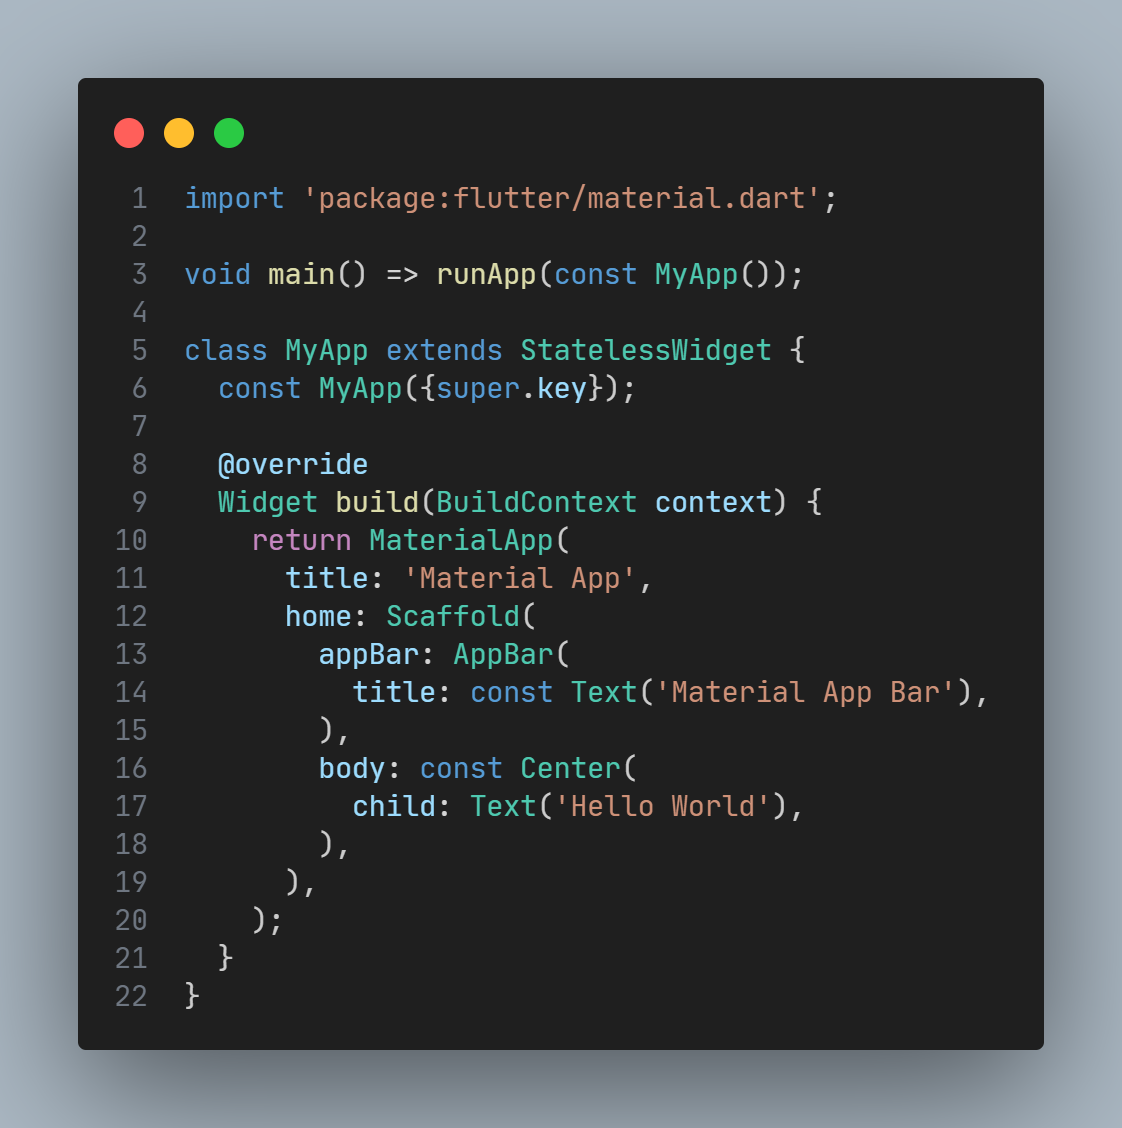 1 import 'package:flutter/material.dart';
2
3 void main() => runApp(const MyApp());
4
5 class MyApp extends StatelessWidget {
6   const MyApp({super.key});
7
8   @override
9   Widget build(BuildContext context) {
10     return MaterialApp(
11       title: 'Material App',
12       home: Scaffold(
13         appBar: AppBar(
14           title: const Text('Material App Bar'),
15         ),
16         body: const Center(
17           child: Text('Hello World'),
18         ),
19       ),
20     );
21   }
22 }